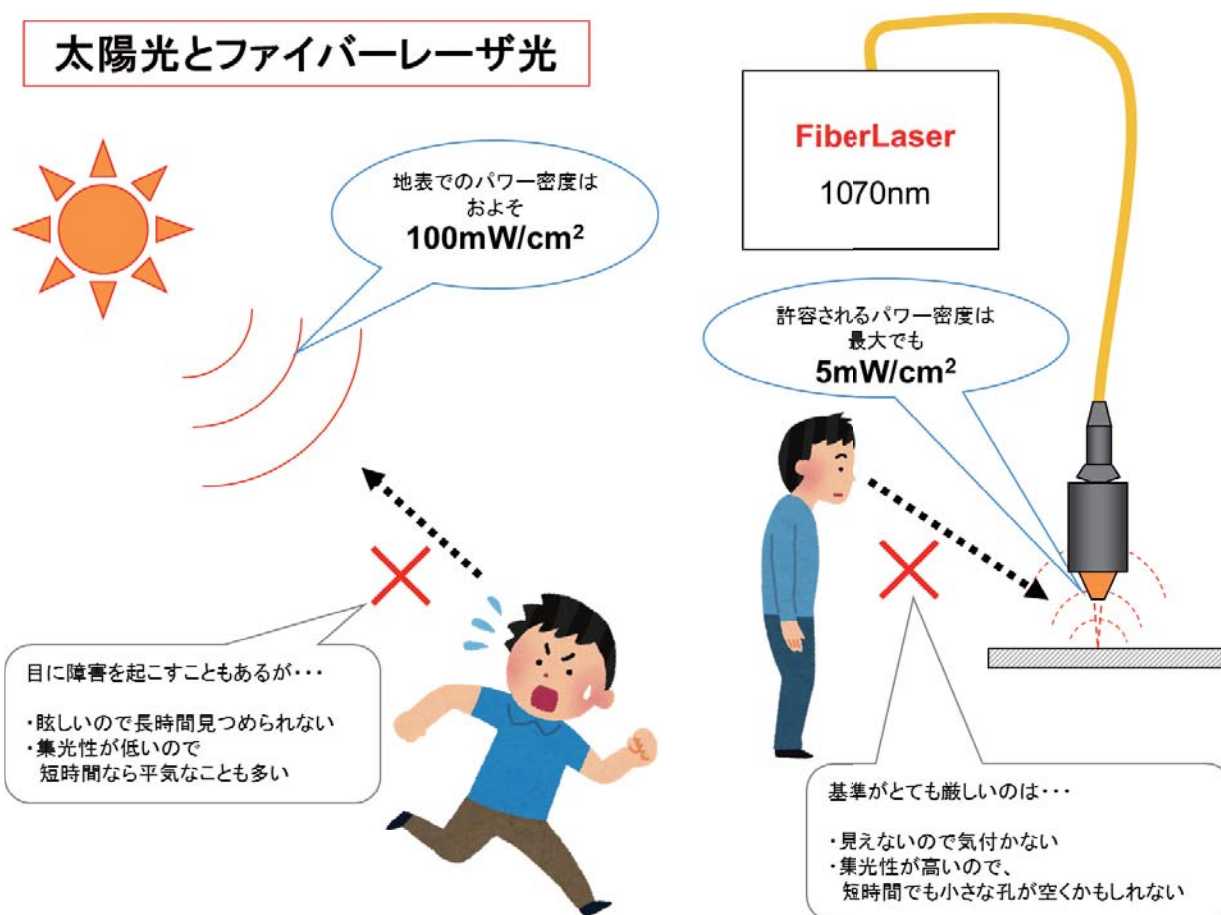 太陽光とファイバーレーザ光
地表でのパワー密度は
およそ
100mW/cm²
FiberLaser
1070nm
許容されるパワー密度は
最大でも
5mW/cm²
目に障害を起こすこともあるが・・・
・眩しいので長時間見つめられない
・集光性が低いので
短時間なら平気なことも多い
基準がとても厳しいのは・・・
・見えないので気付かない
・集光性が高いので、
短時間でも小さな孔が空くかもしれない